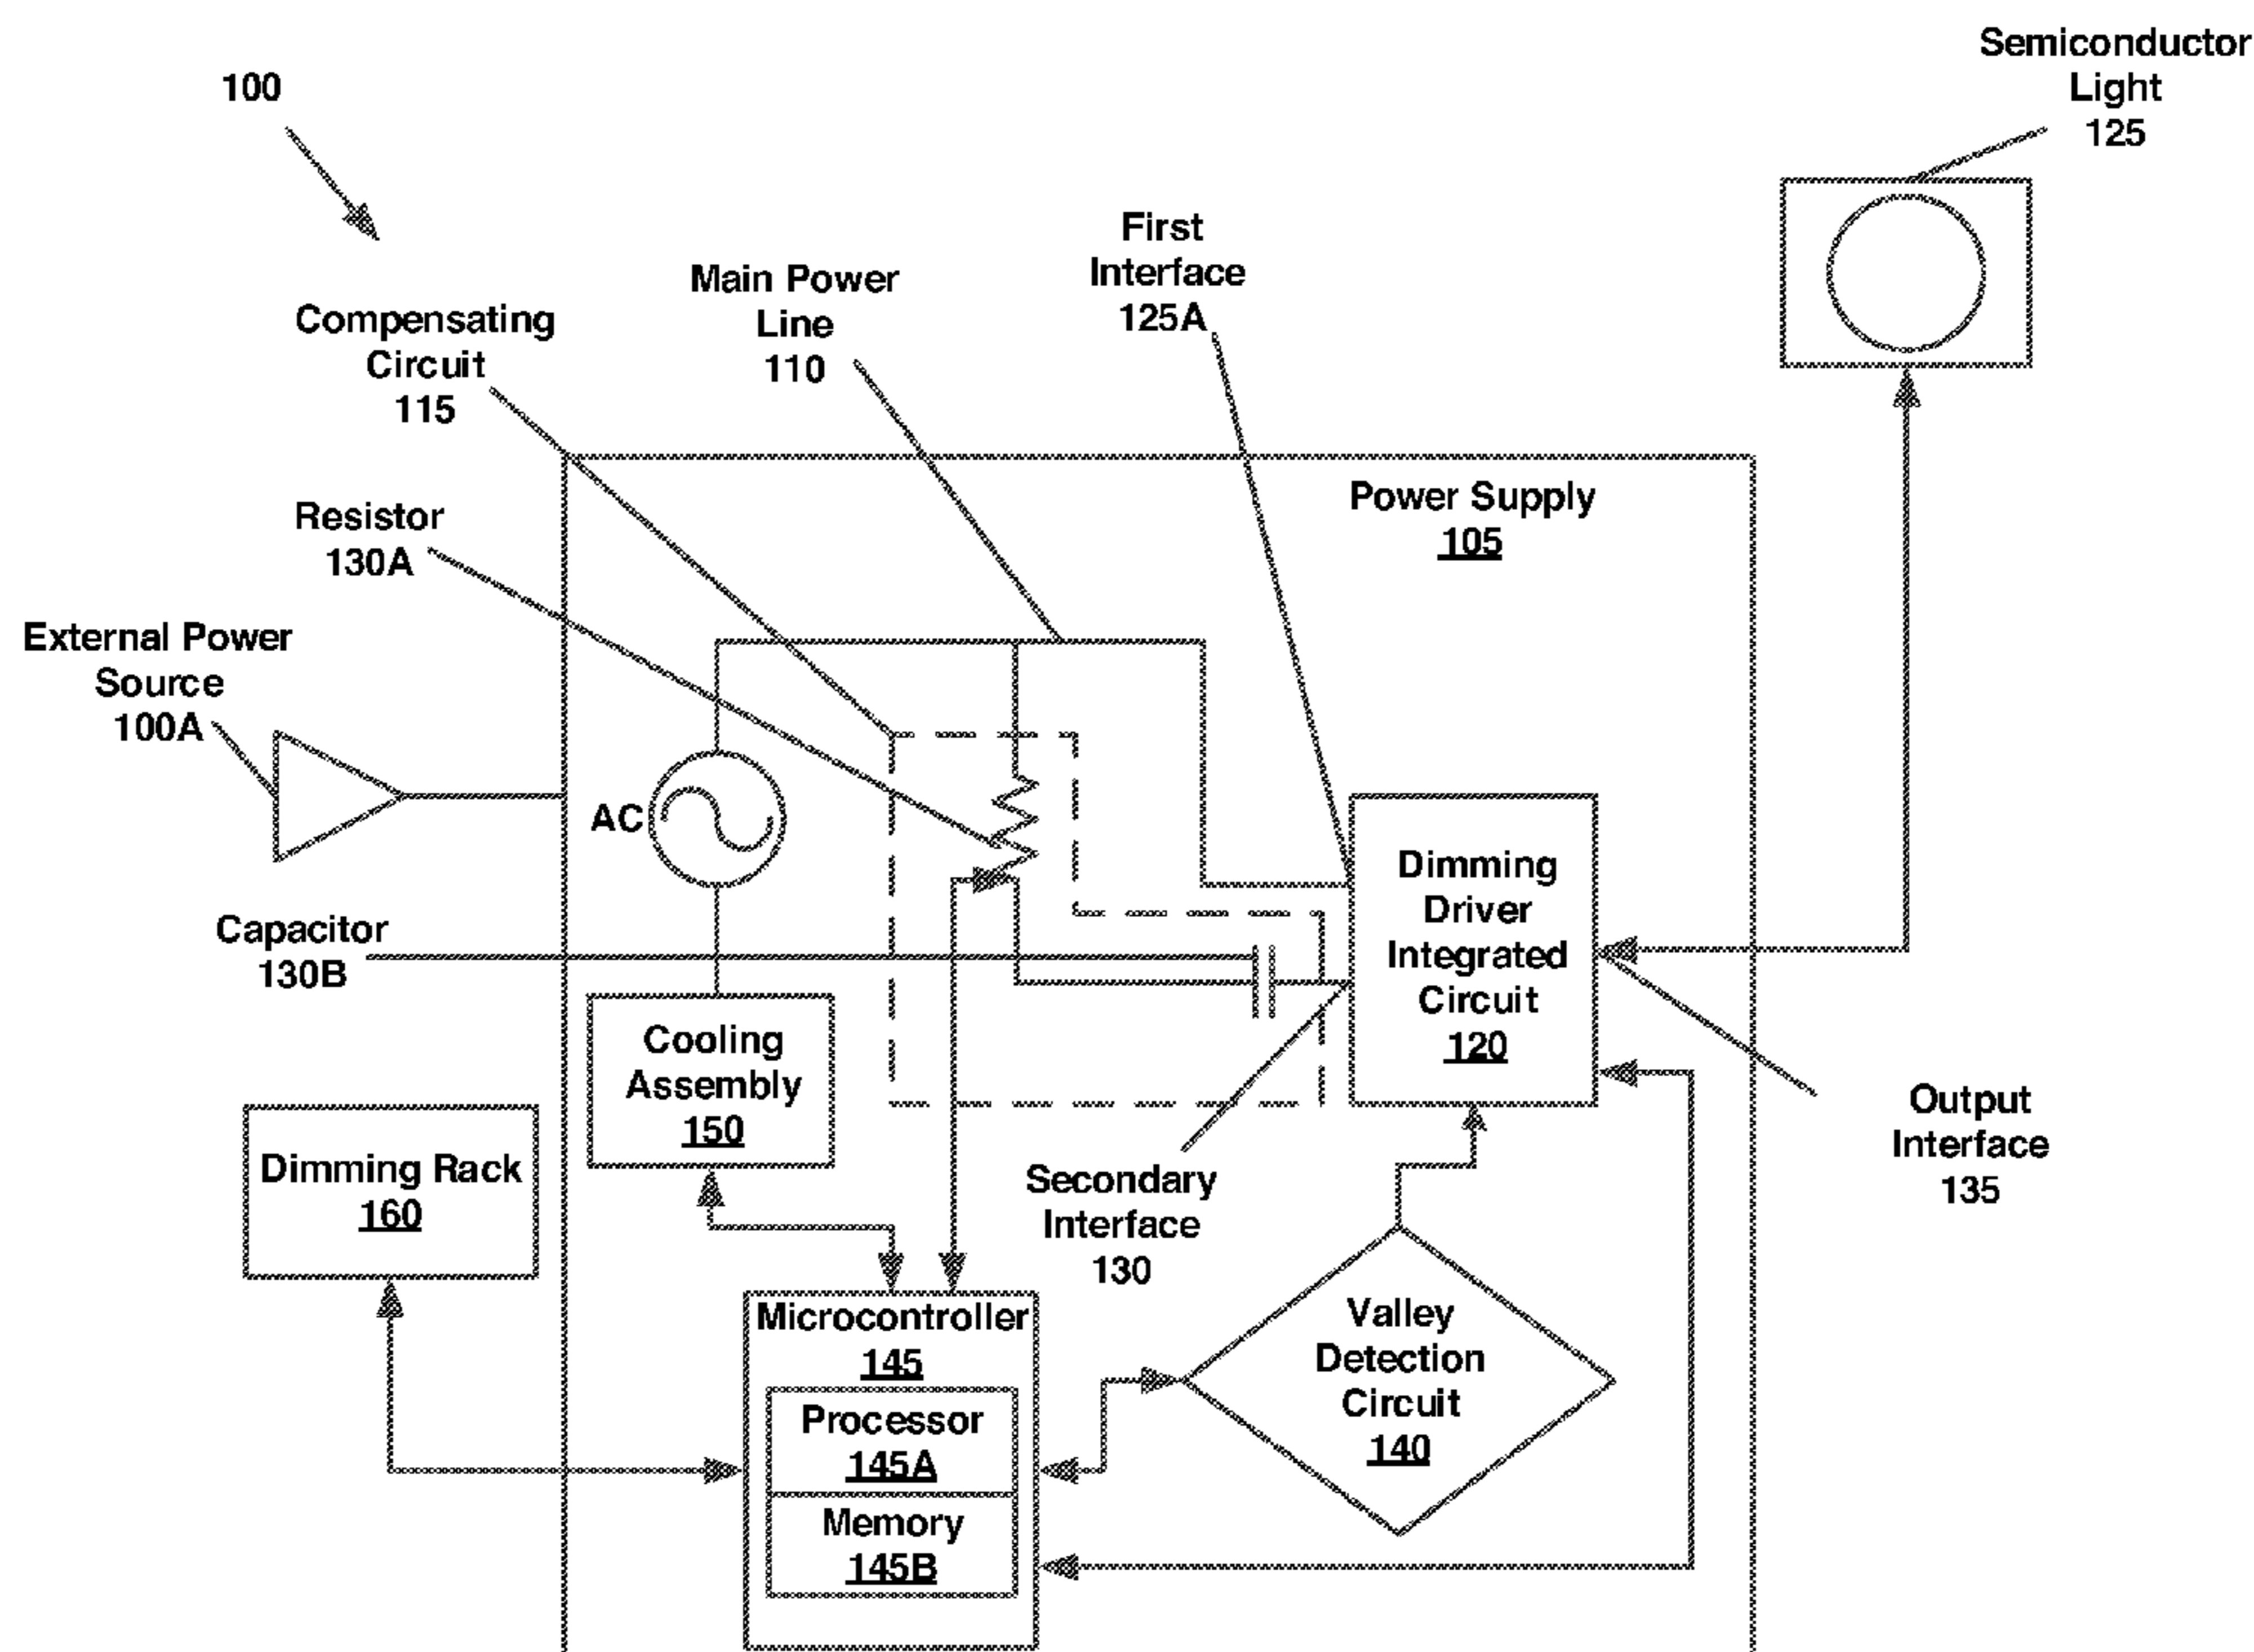 100
Semiconductor
Light
125
First
Interface
125A
Main Power
Line
110
Compensating
Circuit
115
Power Supply
105
Resistor
130A
External Power
Source
100A
AC
Dimming
Driver
Integrated
Circuit
120
Capacitor
130B
Cooling
Assembly
150
Output
Interface
135
Dimming Rack
160
Secondary
Interface
130
Microcontroller
145
Processor
145A
Memory
145B
Valley
Detection
Circuit
140